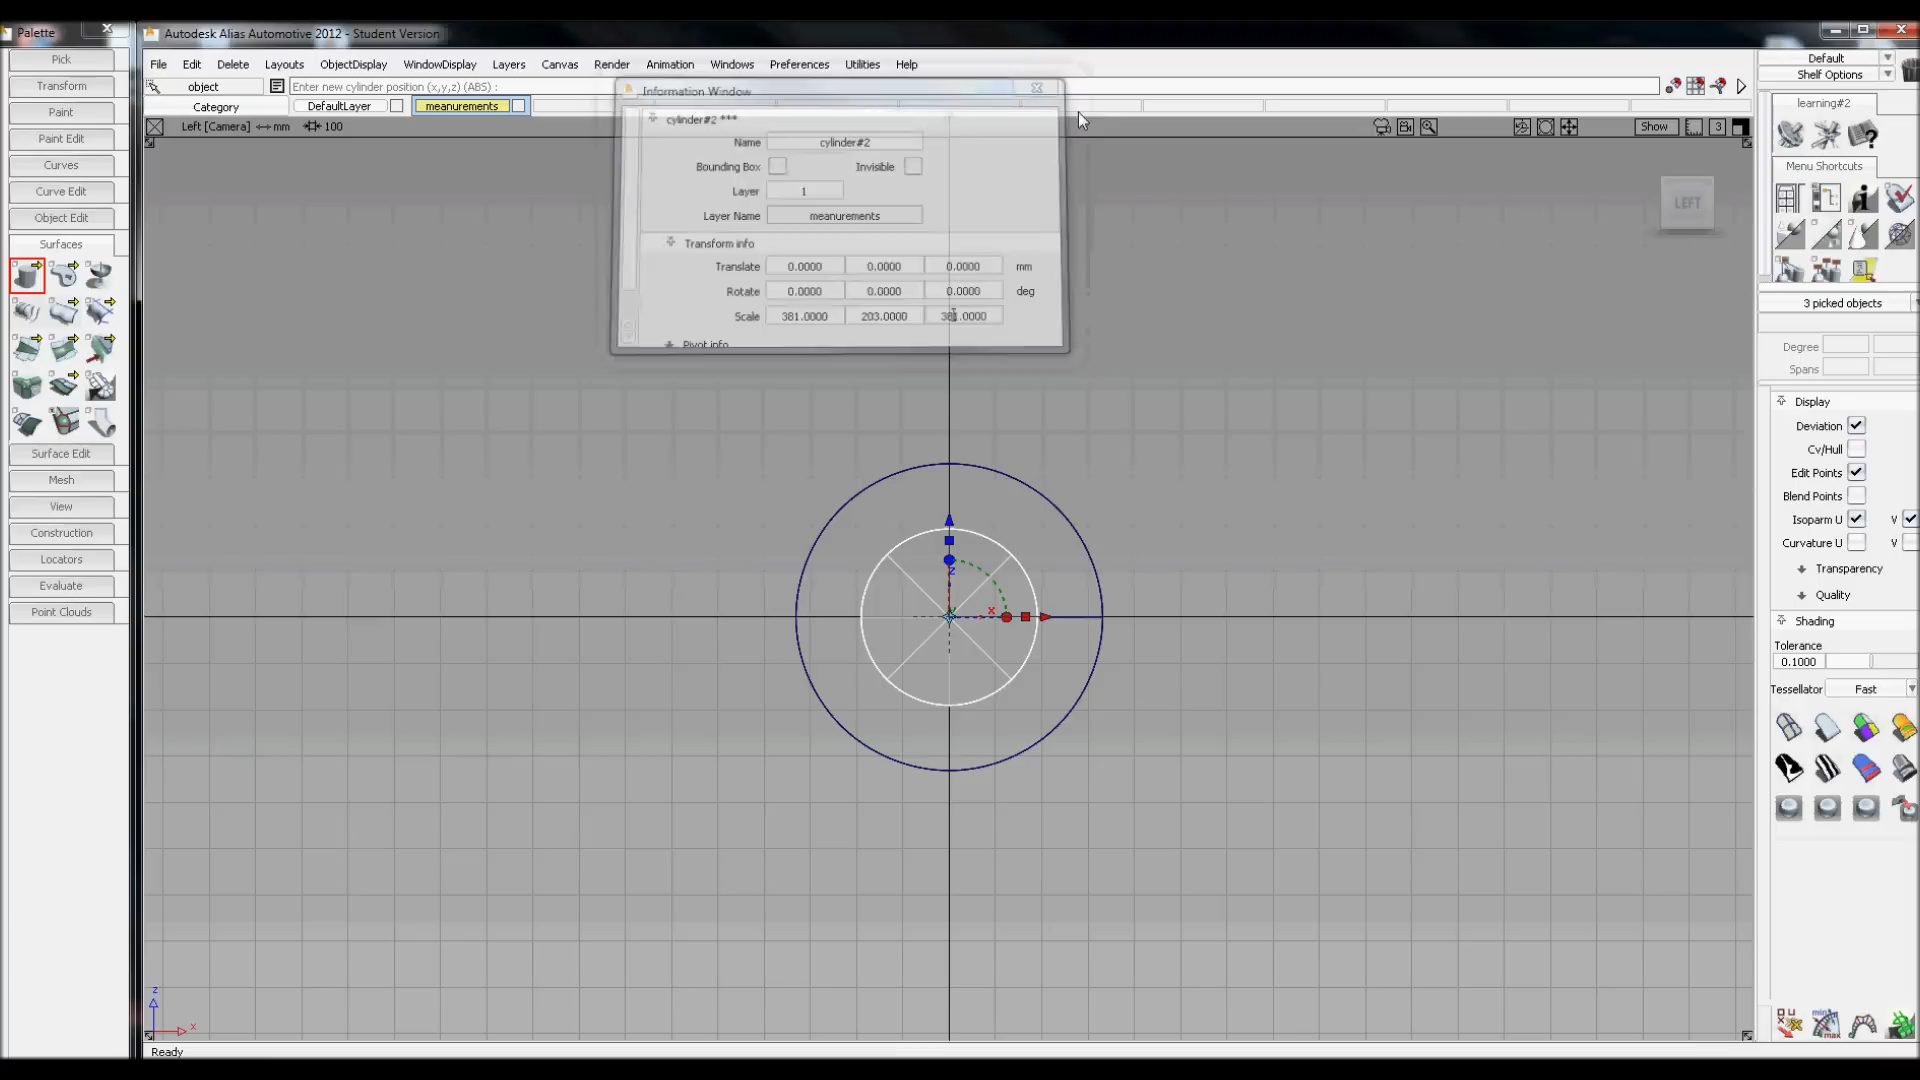 Palette
Autodesk Alias Automotive 2012 - Student Version
File Edit Delete Layouts ObjectDisplay WindowDisplay Layers Canvas Render Animation Windows Preferences Utilities Help
object
Enter new cylinder position (x,y,z) (ABS) :
Category
DefaultLayer
meanurements
Left [Camera] mm 100
Show
3
Pick
Transform
Paint
Paint Edit
Curves
Curve Edit
Object Edit
Surfaces
Surface Edit
Mesh
View
Construction
Locators
Evaluate
Point Clouds
Information Window
cylinder#2 ***
Name cylinder#2
Bounding Box Invisible
Layer 1
Layer Name meanurements
Transform info
Translate 0.0000 0.0000 0.0000 mm
Rotate 0.0000 0.0000 0.0000 deg
Scale 381.0000 203.0000 381.0000
Pivot info
LEFT
z
x
z
x
Ready
Default
Shelf Options
learning#2
Menu Shortcuts
3 picked objects
Degree
Spans
Display
Deviation
Cv/Hull
Edit Points
Blend Points
Isoparm U V
Curvature U V
Transparency
Quality
Shading
Tolerance
0.1000
Tessellator Fast
min
max